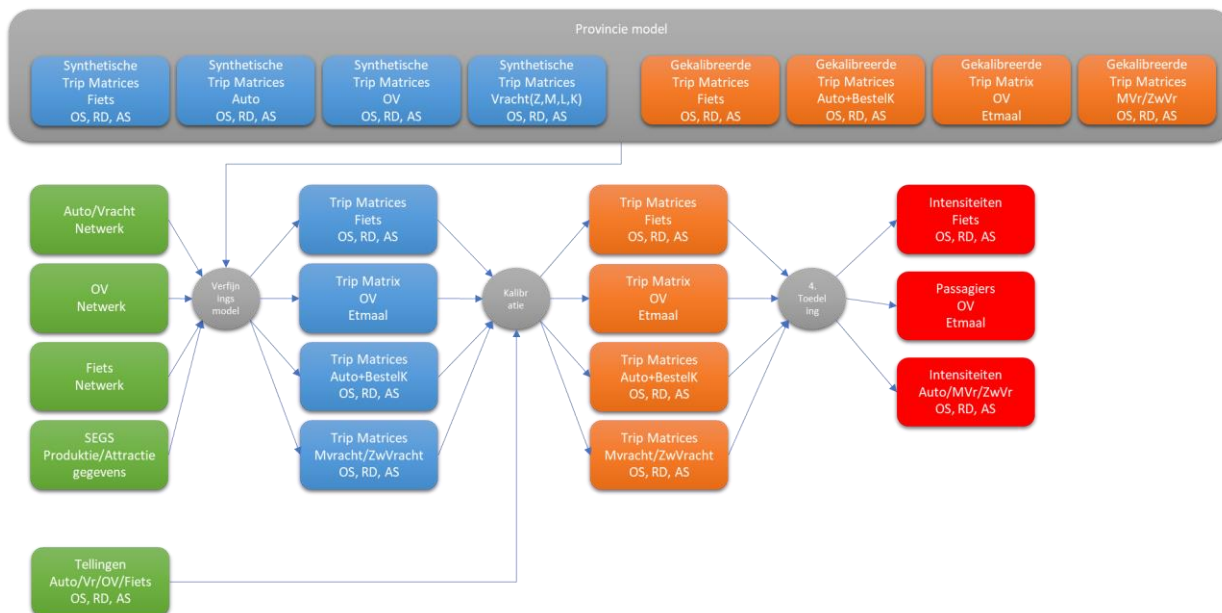 Provincie model
Synthetische
Trip Matrices
Fiets
OS, RD, AS
Synthetische
Trip Matrices
Auto
OS, RD, AS
Synthetische
Trip Matrices
OV
OS, RD, AS
Synthetische
Trip Matrices
Vracht(Z,M,L,K)
OS, RD, AS
Gekalibreerde
Trip Matrices
Fiets
OS, RD, AS
Gekalibreerde
Trip Matrices
Auto+BestelK
OS, RD, AS
Gekalibreerde
Trip Matrix
OV
Etmaal
Gekalibreerde
Trip Matrices
MVr/ZwVr
OS, RD, AS
Auto/Vracht
Netwerk
OV
Netwerk
Fiets
Netwerk
SEGS
Produktie/Attractie
gegevens
Tellingen
Auto/Vr/OV/Fiets
OS, RD, AS
Verfijn
ings
model
Trip Matrices
Fiets
OS, RD, AS
Trip Matrix
OV
Etmaal
Trip Matrices
Auto+BestelK
OS, RD, AS
Trip Matrices
Mvracht/ZwVracht
OS, RD, AS
Kalibr
atie
Trip Matrices
Fiets
OS, RD, AS
Trip Matrix
OV
Etmaal
Trip Matrices
Auto+BestelK
OS, RD, AS
Trip Matrices
Mvracht/ZwVracht
OS, RD, AS
4.
Toedel
ing
Intensiteiten
Fiets
OS, RD, AS
Passagiers
OV
Etmaal
Intensiteiten
Auto/MVr/ZwVr
OS, RD, AS